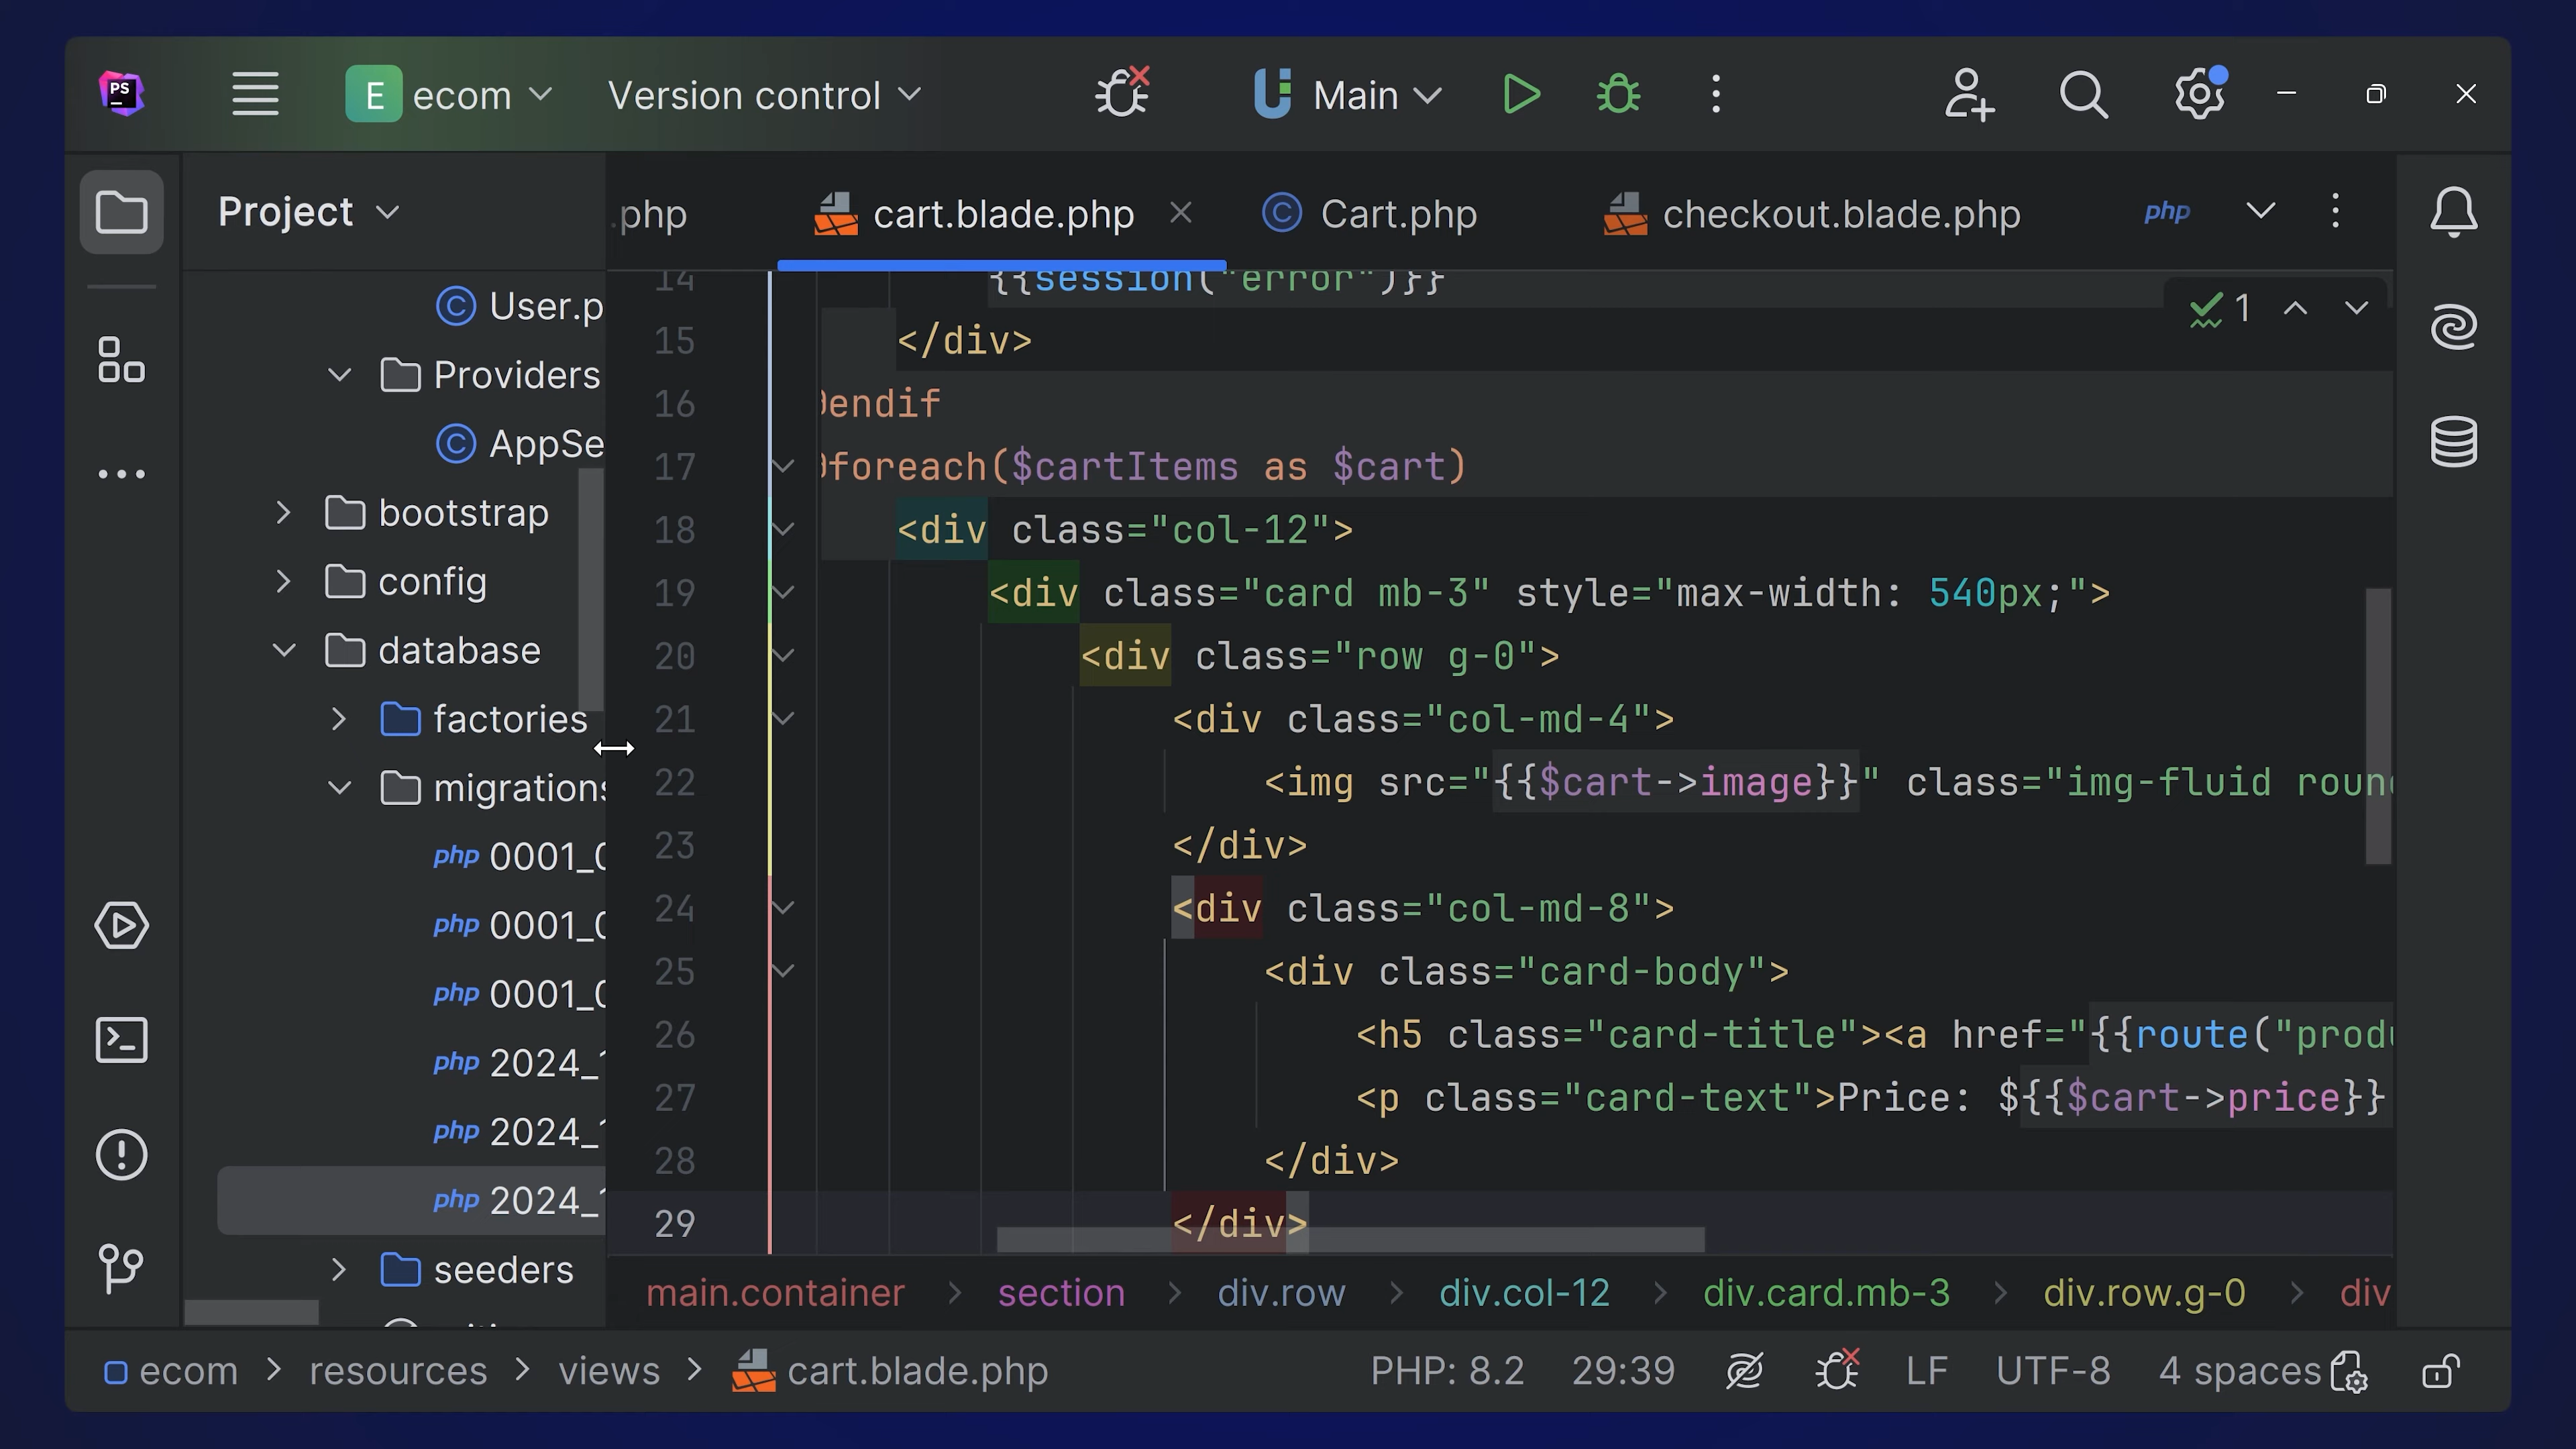 PS
E ecom Version control Main
Project
.php cart.blade.php Cart.php checkout.blade.php php
User.p
Providers
AppSe
bootstrap
config
database
factories
migrations
php 0001_0
php 0001_0
php 0001_0
php 2024_1
php 2024_1
php 2024_1
seeders
1
14 {{session("error")}}
15 </div>
16 @endif
17 @foreach($cartItems as $cart)
18 <div class="col-12">
19 <div class="card mb-3" style="max-width: 540px;">
20 <div class="row g-0">
21 <div class="col-md-4">
22 <img src="{{$cart->image}}" class="img-fluid roun
23 </div>
24 <div class="col-md-8">
25 <div class="card-body">
26 <h5 class="card-title"><a href="{{route("produ
27 <p class="card-text">Price: ${{$cart->price}}
28 </div>
29 </div>
main.container > section > div.row > div.col-12 > div.card.mb-3 > div.row.g-0 > div
ecom > resources > views > cart.blade.php PHP: 8.2 29:39 LF UTF-8 4 spaces